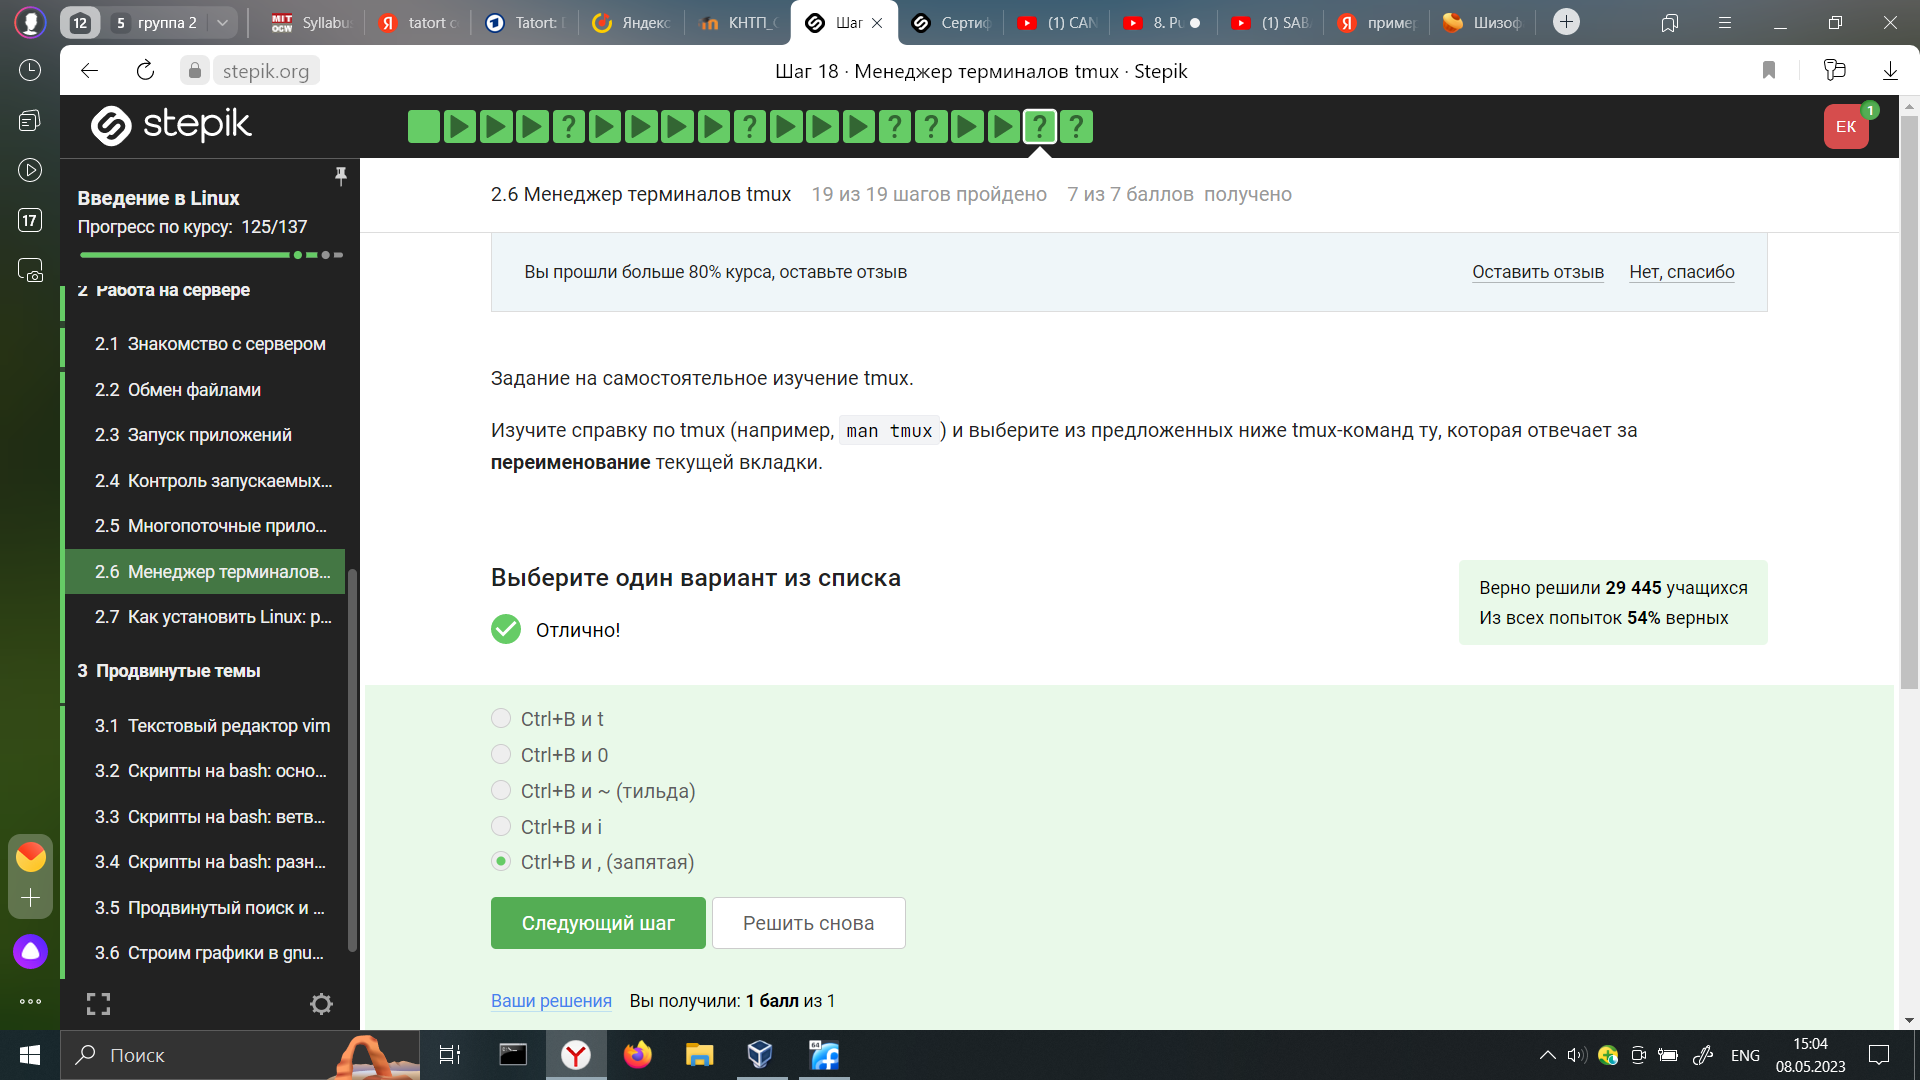 12
5 группа 2
MIT OCW Syllabu
tatort
Tatort:
Яндекс
КНТП_
Шаг
Сертиф
(1) CAN
8. Pu
(1) SAB
пример
Шизоф
stepik.org
Шаг 18 · Менеджер терминалов tmux · Stepik
17
stepik
? ? ? ? ? ?
ЕК
1
Введение в Linux
Прогресс по курсу: 125/137
2 Работа на сервере
2.1 Знакомство с сервером
2.2 Обмен файлами
2.3 Запуск приложений
2.4 Контроль запускаемых...
2.5 Многопоточные прило...
2.6 Менеджер терминалов...
2.7 Как установить Linux: р...
3 Продвинутые темы
3.1 Текстовый редактор vim
3.2 Скрипты на bash: осно...
3.3 Скрипты на bash: ветв...
3.4 Скрипты на bash: разн...
3.5 Продвинутый поиск и ...
3.6 Строим графики в gnu...
2.6 Менеджер терминалов tmux 19 из 19 шагов пройдено 7 из 7 баллов получено
Вы прошли больше 80% курса, оставьте отзыв Оставить отзыв Нет, спасибо
Задание на самостоятельное изучение tmux.
Изучите справку по tmux (например, man tmux ) и выберите из предложенных ниже tmux-команд ту, которая отвечает за
переименование текущей вкладки.
Выберите один вариант из списка
Отлично!
Верно решили 29 445 учащихся
Из всех попыток 54% верных
Ctrl+B и t
Ctrl+B и 0
Ctrl+B и ~ (тильда)
Ctrl+B и i
Ctrl+B и , (запятая)
Следующий шаг Решить снова
Ваши решения Вы получили: 1 балл из 1
Поиск
64
ENG
15:04
08.05.2023